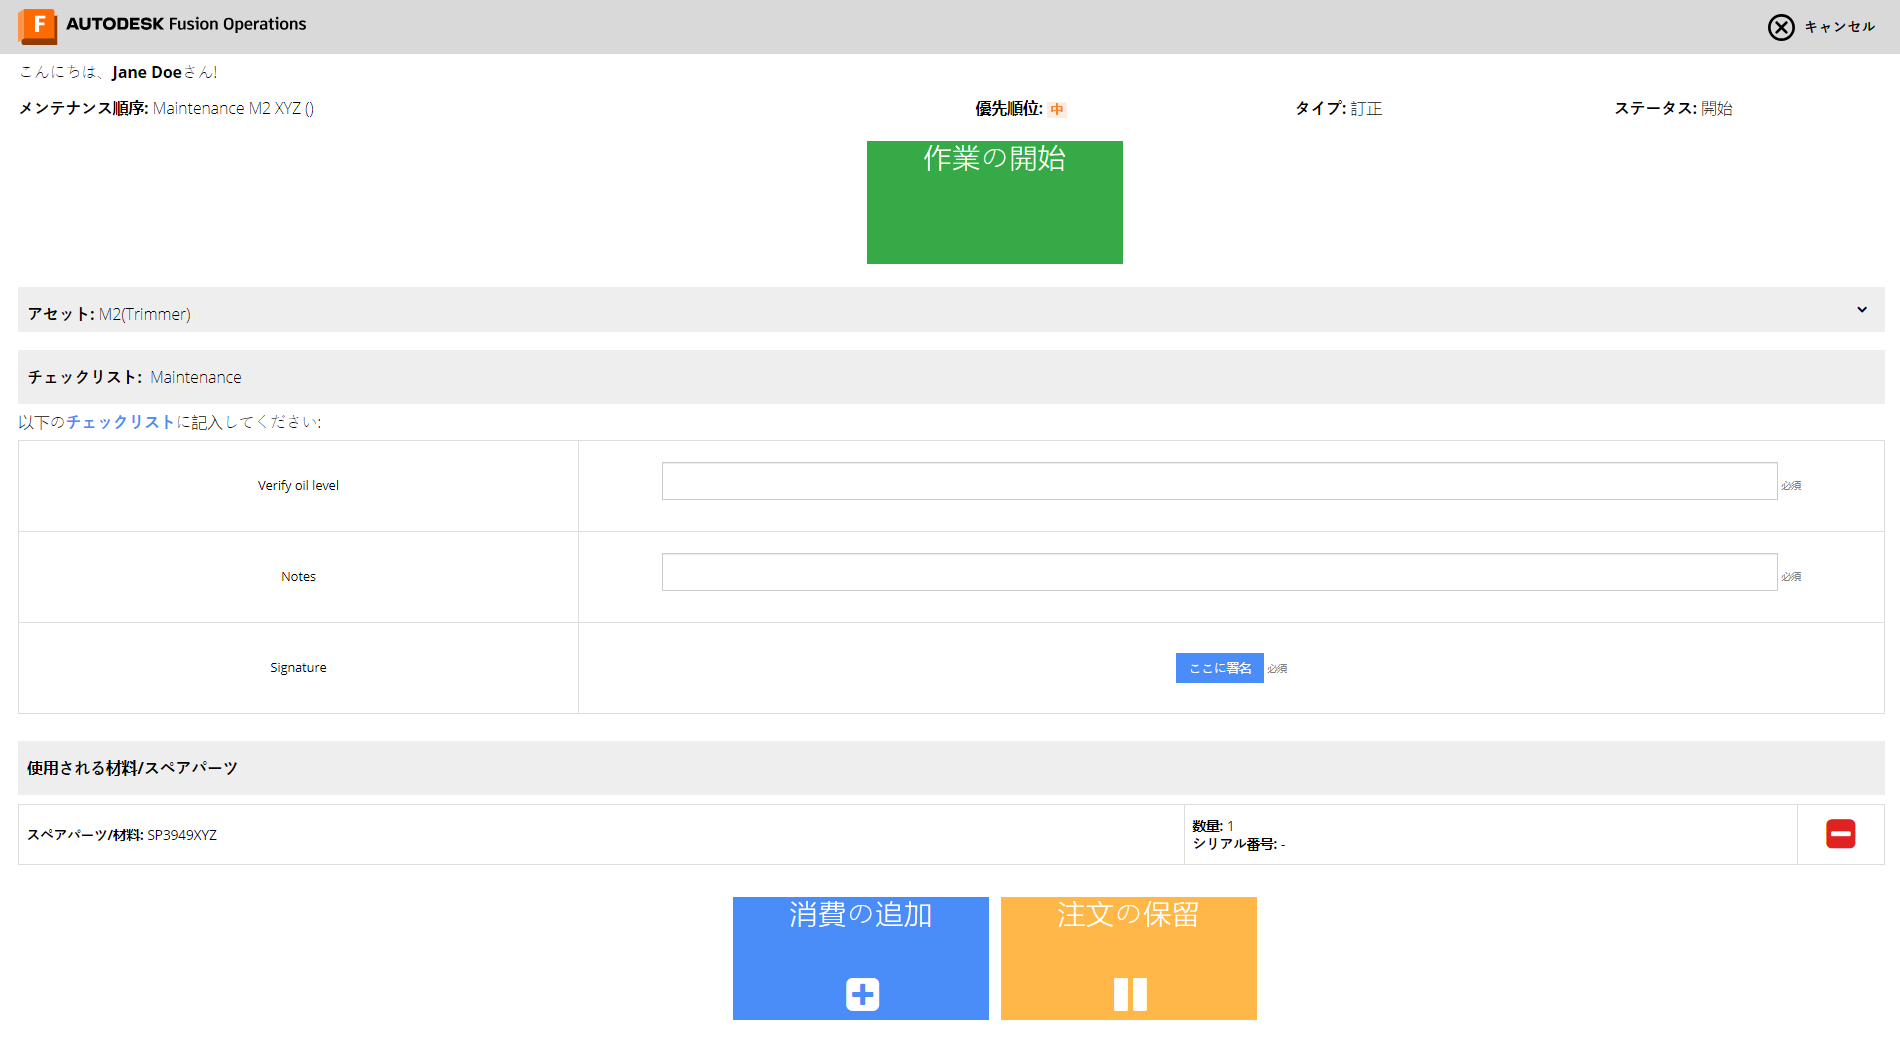 F AUTODESK Fusion Operations
キャンセル
こんにちは、Jane Doeさん!
メンテナンス順序: Maintenance M2 XYZ ()
優先順位: 中
タイプ: 訂正
ステータス: 開始
作業の開始
アセット: M2(Trimmer)
チェックリスト: Maintenance
以下のチェックリストに記入してください:
Verify oil level
必須
Notes
必須
Signature
ここに署名 必須
使用される材料/スペアパーツ
スペアパーツ/材料: SP3949XYZ
数量: 1
シリアル番号: -
消費の追加
注文の保留